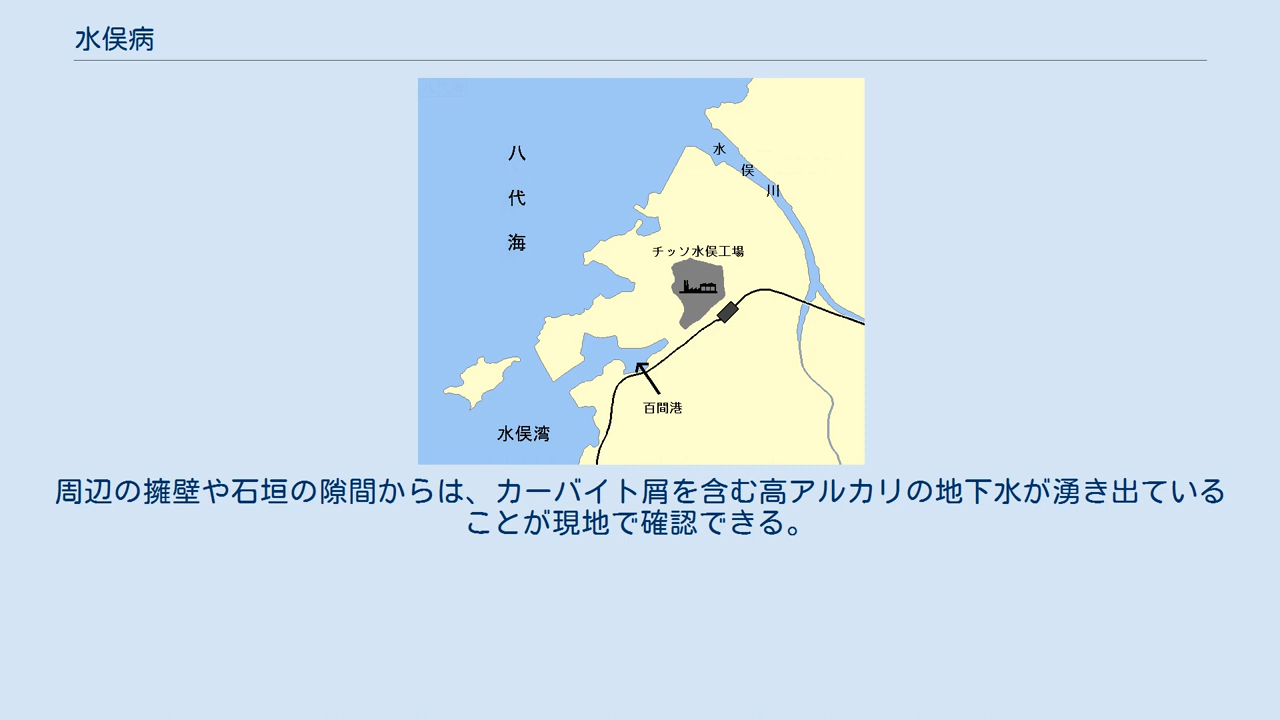 水俣病
八代海
水俣川
チッソ水俣工場
百間港
水俣湾
周辺の擁壁や石垣の隙間からは、カーバイト屑を含む高アルカリの地下水が湧き出ている
ことが現地で確認できる。